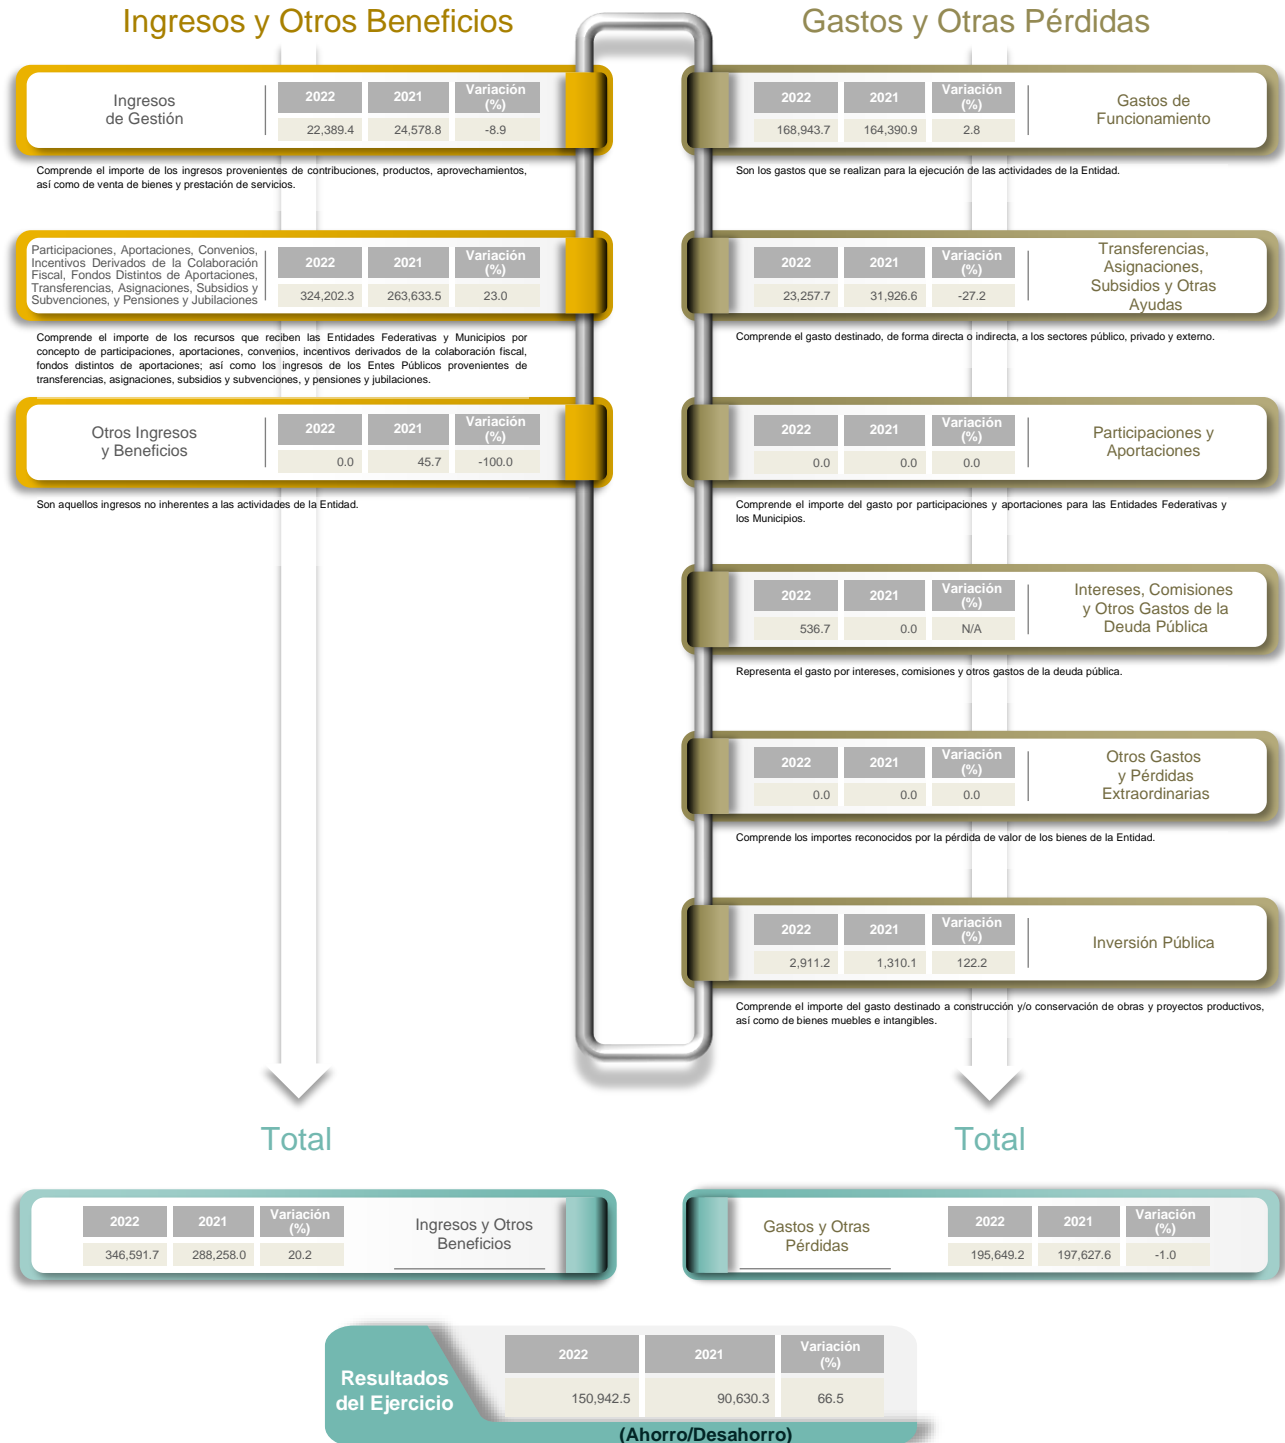 Ingresos y Otros Beneficios
Ingresos
de Gestión
2022 2021 Variación
(%)
22,389.4 24,578.8 -8.9
Comprende el importe de los ingresos provenientes de contribuciones, productos, aprovechamientos,
así como de venta de bienes y prestación de servicios.
Participaciones, Aportaciones, Convenios,
Incentivos Derivados de la Colaboración
Fiscal, Fondos Distintos de Aportaciones,
Transferencias, Asignaciones, Subsidios y
Subvenciones, y Pensiones y Jubilaciones
2022 2021 Variación
(%)
324,202.3 263,633.5 23.0
Comprende el importe de los recursos que reciben las Entidades Federativas y Municipios por
concepto de participaciones, aportaciones, convenios, incentivos derivados de la colaboración fiscal,
fondos distintos de aportaciones; así como los ingresos de los Entes Públicos provenientes de
transferencias, asignaciones, subsidios y subvenciones, y pensiones y jubilaciones.
Otros Ingresos
y Beneficios
2022 2021 Variación
(%)
0.0 45.7 -100.0
Son aquellos ingresos no inherentes a las actividades de la Entidad.
Gastos y Otras Pérdidas
2022 2021 Variación
(%)
168,943.7 164,390.9 2.8
Gastos de
Funcionamiento
Son los gastos que se realizan para la ejecución de las actividades de la Entidad.
2022 2021 Variación
(%)
23,257.7 31,926.6 -27.2
Transferencias,
Asignaciones,
Subsidios y Otras
Ayudas
Comprende el gasto destinado, de forma directa o indirecta, a los sectores público, privado y externo.
2022 2021 Variación
(%)
0.0 0.0 0.0
Participaciones y
Aportaciones
Comprende el importe del gasto por participaciones y aportaciones para las Entidades Federativas y
los Municipios.
2022 2021 Variación
(%)
536.7 0.0 N/A
Intereses, Comisiones
y Otros Gastos de la
Deuda Pública
Representa el gasto por intereses, comisiones y otros gastos de la deuda pública.
2022 2021 Variación
(%)
0.0 0.0 0.0
Otros Gastos
y Pérdidas
Extraordinarias
Comprende los importes reconocidos por la pérdida de valor de los bienes de la Entidad.
2022 2021 Variación
(%)
2,911.2 1,310.1 122.2
Inversión Pública
Comprende el importe del gasto destinado a construcción y/o conservación de obras y proyectos productivos,
así como de bienes muebles e intangibles.
Total
2022 2021 Variación
(%)
346,591.7 288,258.0 20.2
Ingresos y Otros
Beneficios
Total
Gastos y Otras
Pérdidas
2022 2021 Variación
(%)
195,649.2 197,627.6 -1.0
Resultados
del Ejercicio
2022 2021 Variación
(%)
150,942.5 90,630.3 66.5
(Ahorro/Desahorro)